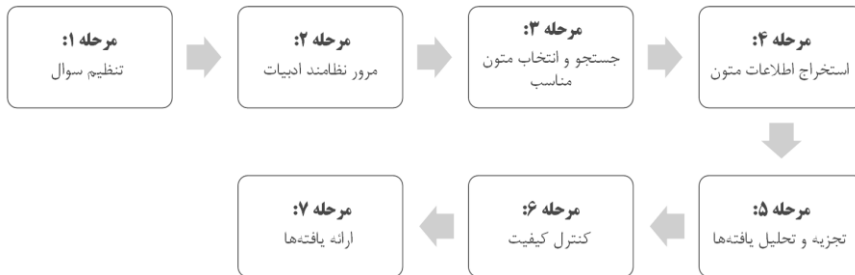 مرحله ۱:
تنظیم سوال
مرحله ۲:
مرور نظامند ادبیات
مرحله ۳:
جستجو و انتخاب متون
مناسب
مرحله ۴:
استخراج اطلاعات متون
مرحله ۵:
تجزیه و تحلیل یافته‌ها
مرحله ۶:
کنترل کیفیت
مرحله ۷:
ارائه یافته‌ها